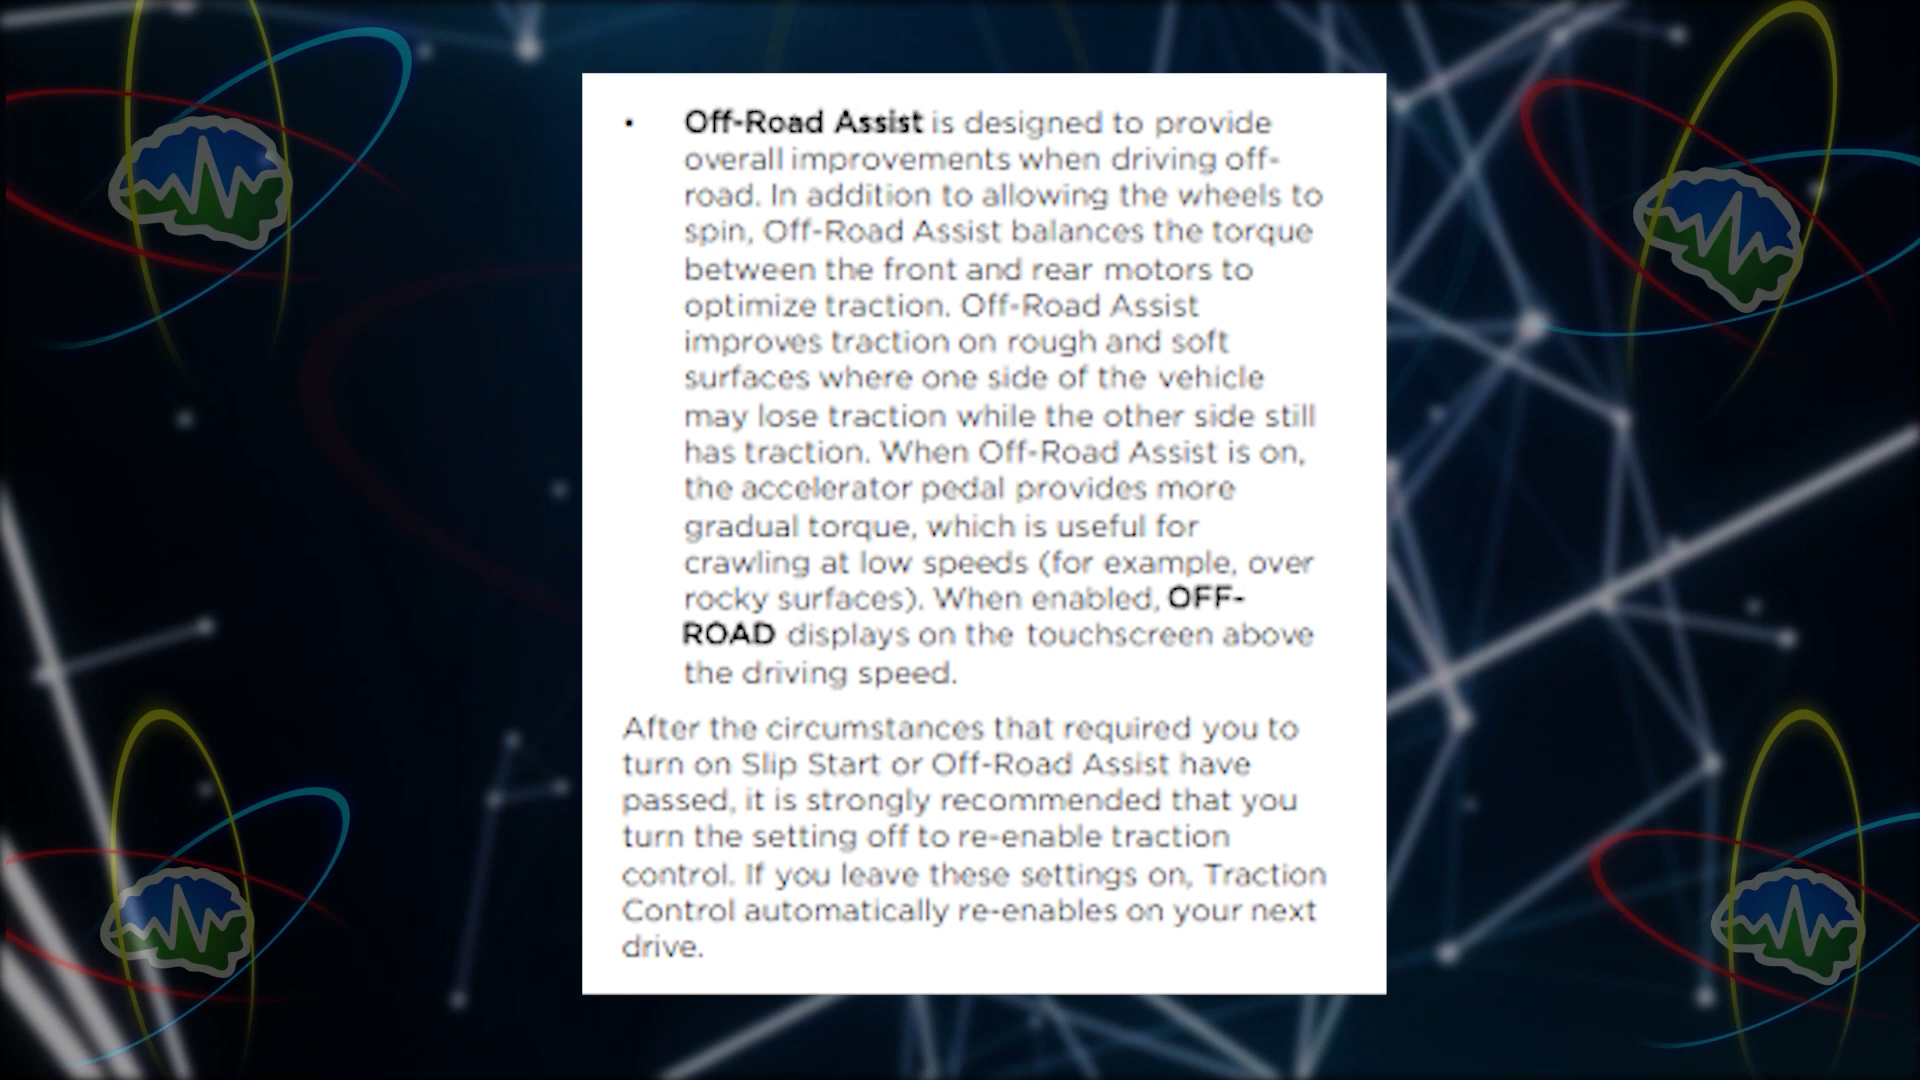 • Off-Road Assist is designed to provide
overall improvements when driving off-
road. In addition to allowing the wheels to
spin, Off-Road Assist balances the torque
between the front and rear motors to
optimize traction. Off-Road Assist
improves traction on rough and soft
surfaces where one side of the vehicle
may lose traction while the other side still
has traction. When Off-Road Assist is on,
the accelerator pedal provides more
gradual torque, which is useful for
crawling at low speeds (for example, over
rocky surfaces). When enabled, OFF-
ROAD displays on the touchscreen above
the driving speed.
After the circumstances that required you to
turn on Slip Start or Off-Road Assist have
passed, it is strongly recommended that you
turn the setting off to re-enable traction
control. If you leave these settings on, Traction
Control automatically re-enables on your next
drive.